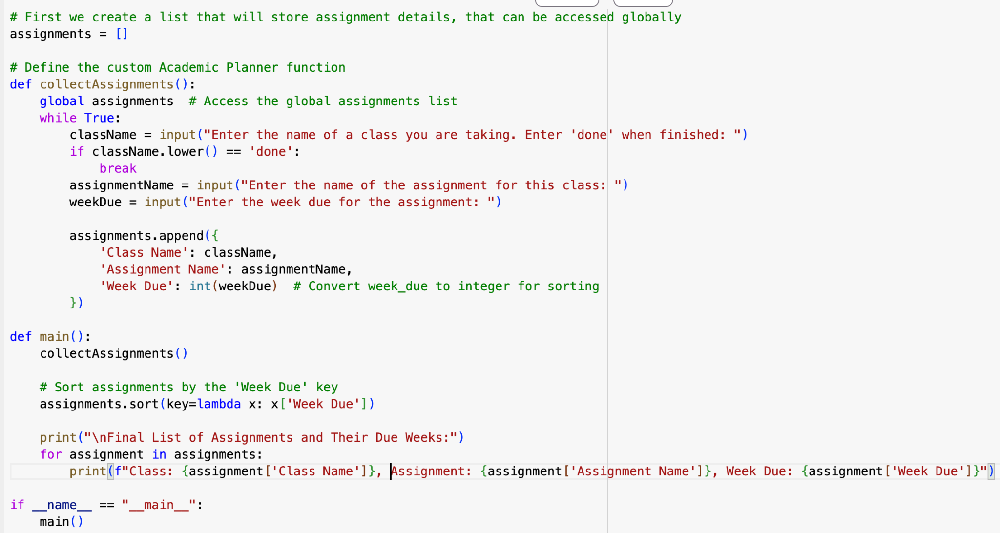 # First we create a list that will store assignment details, that can be accessed globally
assignments = []
# Define the custom Academic Planner function
def collectAssignments():
    global assignments  # Access the global assignments list
    while True:
        className = input("Enter the name of a class you are taking. Enter 'done' when finished: ")
        if className.lower() == 'done':
            break
        assignmentName = input("Enter the name of the assignment for this class: ")
        weekDue = input("Enter the week due for the assignment: ")
        assignments.append({
            'Class Name': className,
            'Assignment Name': assignmentName,
            'Week Due': int(weekDue)  # Convert week_due to integer for sorting
        })
def main():
    collectAssignments()
    # Sort assignments by the 'Week Due' key
    assignments.sort(key=lambda x: x['Week Due'])
    print("\nFinal List of Assignments and Their Due Weeks:")
    for assignment in assignments:
        print(f"Class: {assignment['Class Name']}, Assignment: {assignment['Assignment Name']}, Week Due: {assignment['Week Due']}")
if __name__ == "__main__":
    main()